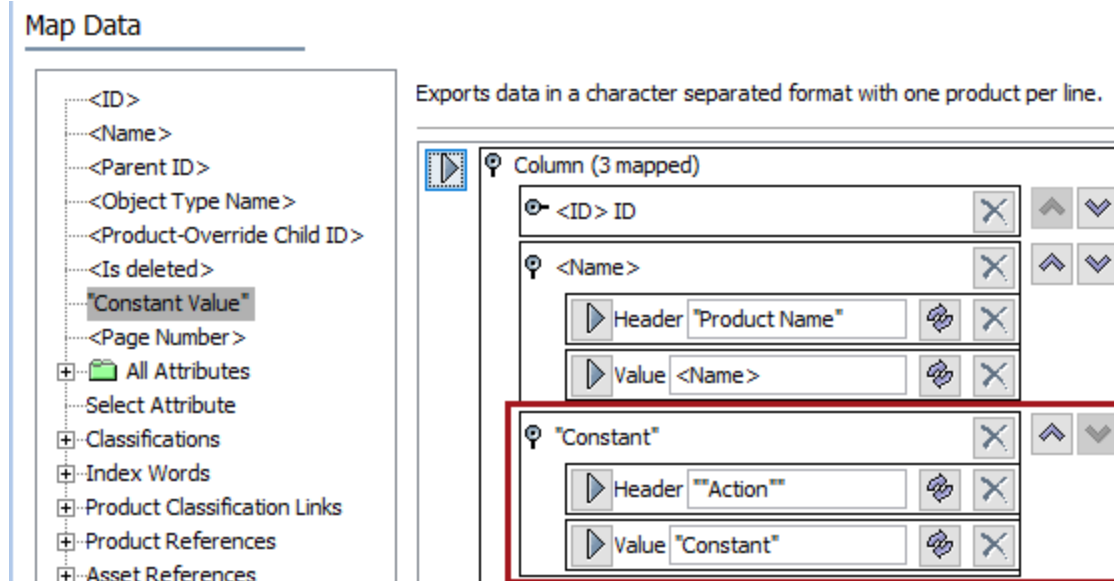 Map Data
<ID>
<Name>
<Parent ID>
<Object Type Name>
<Product-Override Child ID>
<Is deleted>
"Constant Value"
<Page Number>
All Attributes
Select Attribute
Classifications
Index Words
Product Classification Links
Product References
Asset References
Exports data in a character separated format with one product per line.
Column (3 mapped)
<ID> ID
<Name>
Header "Product Name"
Value <Name>
"Constant"
Header ""Action""
Value "Constant"